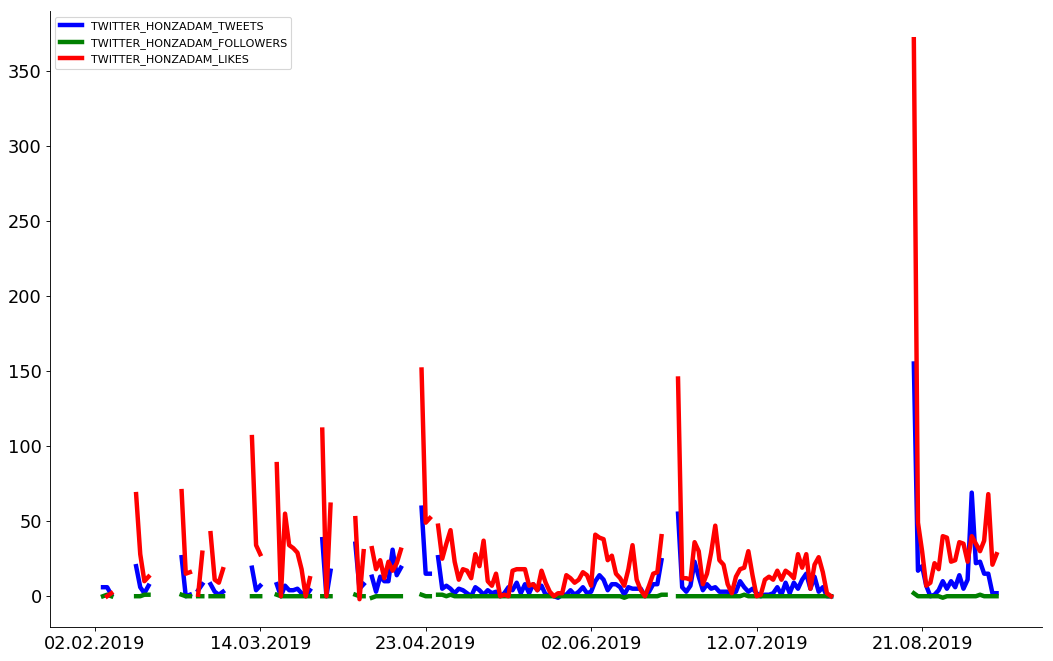 TWITTER_HONZADAM_TWEETS
TWITTER_HONZADAM_FOLLOWERS
TWITTER_HONZADAM_LIKES
350
300
250
200
150
100
50
0
02.02.2019 14.03.2019 23.04.2019 02.06.2019 12.07.2019 21.08.2019